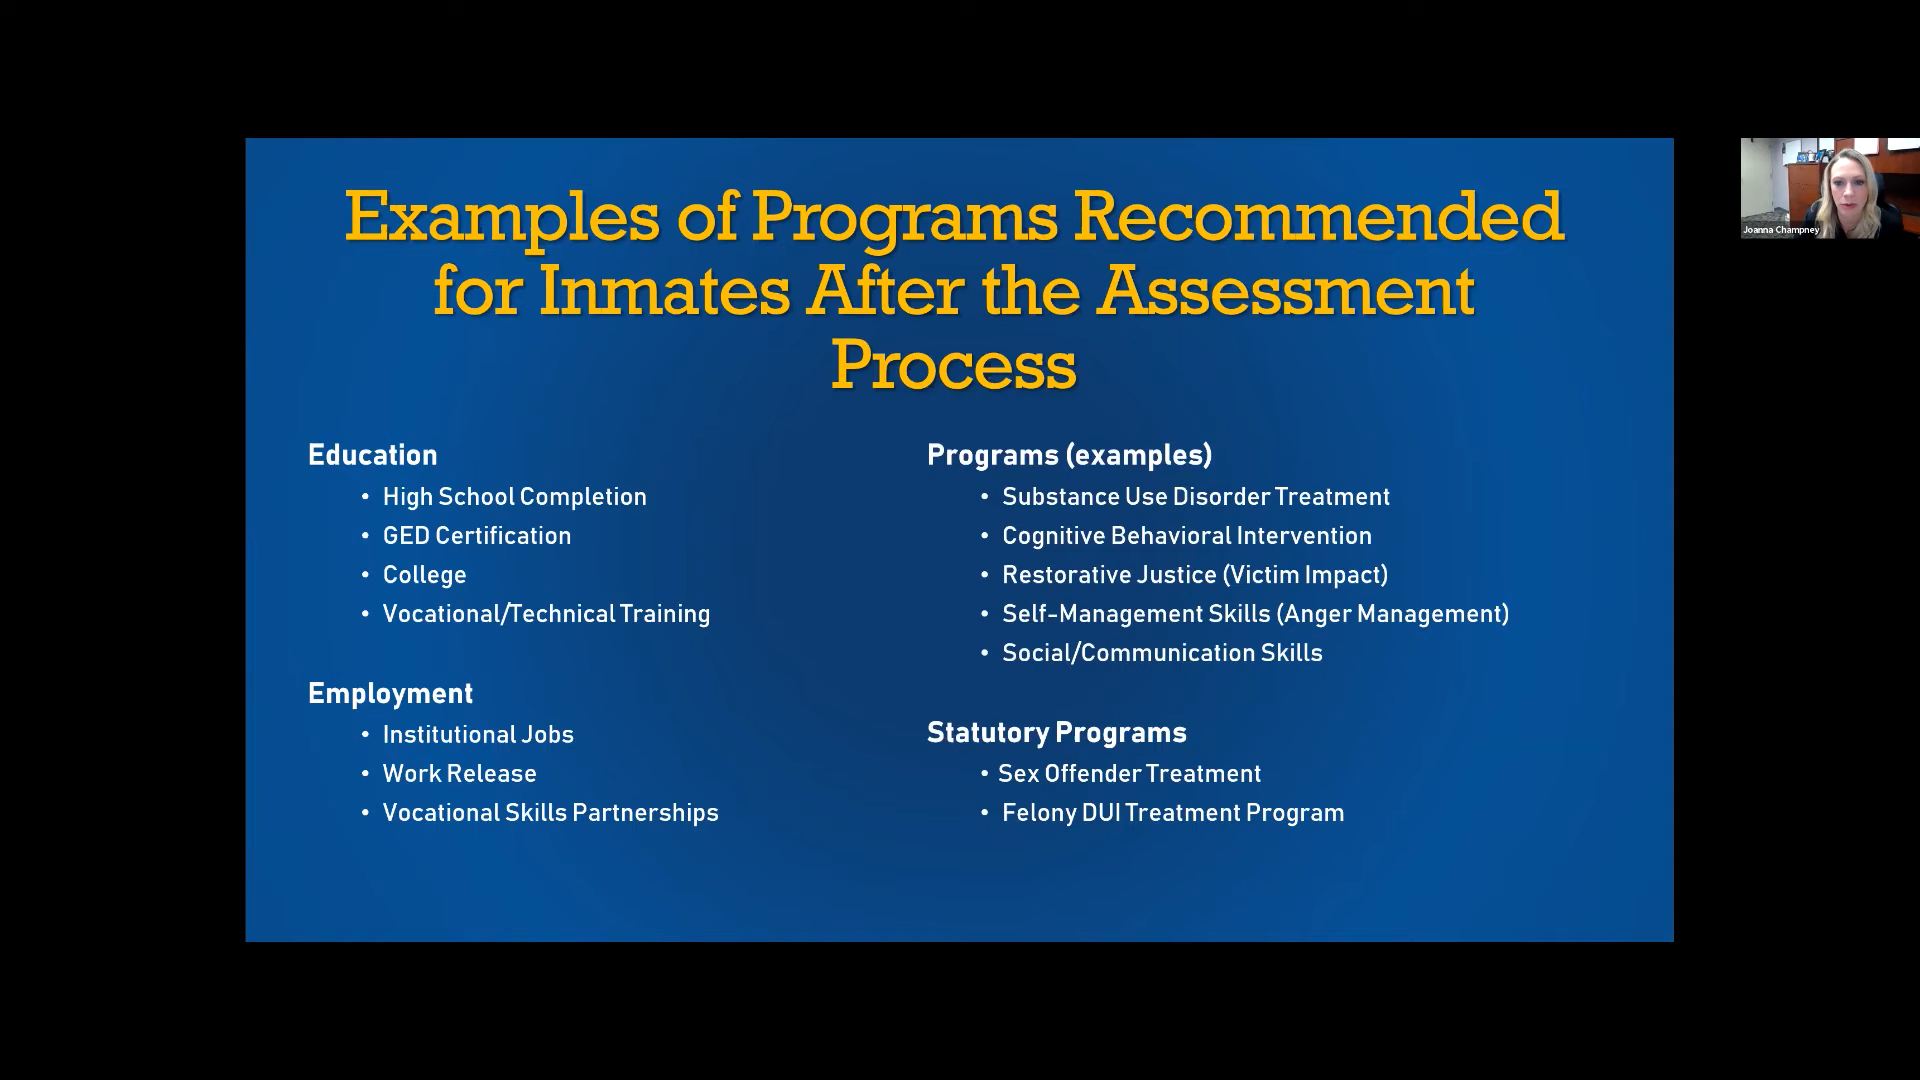 Examples of Programs Recommended
for Inmates After the Assessment
Process
Education
• High School Completion
• GED Certification
• College
• Vocational/Technical Training
Employment
• Institutional Jobs
• Work Release
• Vocational Skills Partnerships
Programs (examples)
• Substance Use Disorder Treatment
• Cognitive Behavioral Intervention
• Restorative Justice (Victim Impact)
• Self-Management Skills (Anger Management)
• Social/Communication Skills
Statutory Programs
• Sex Offender Treatment
• Felony DUI Treatment Program
Joanna Champney